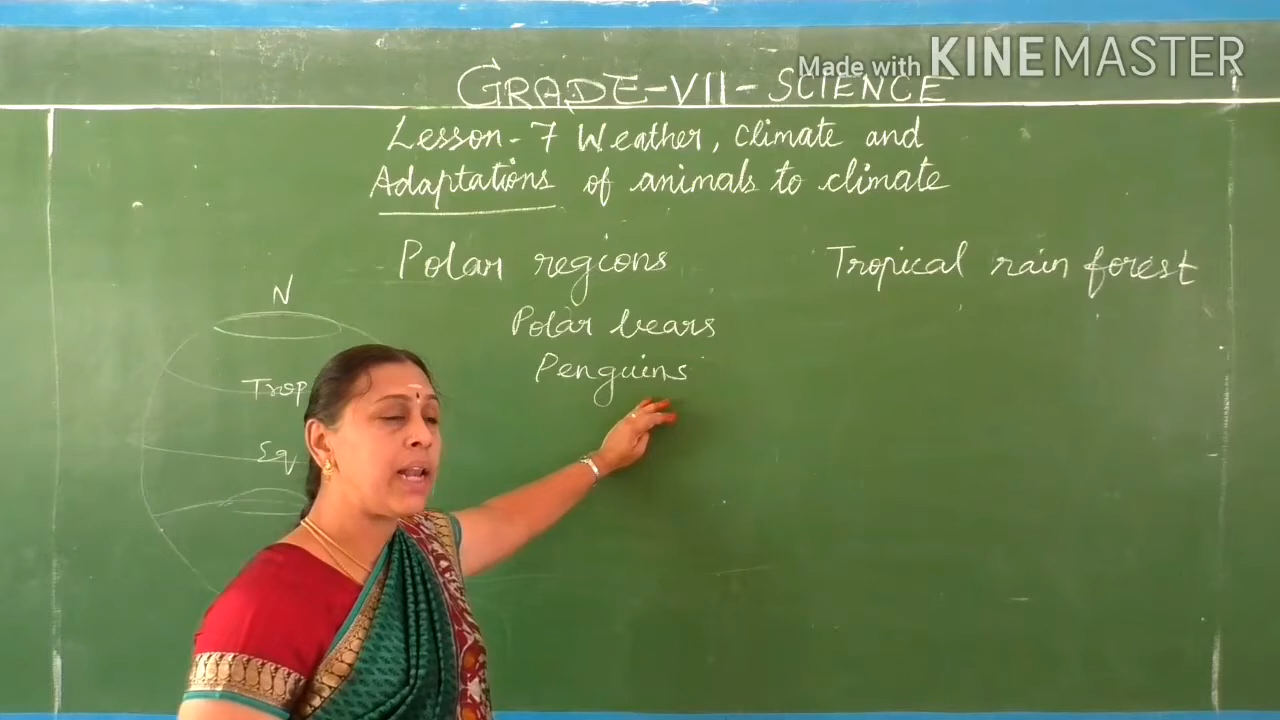 Made with KINEMASTER
GRADE-VII-SCIENCE
Lesson-7 Weather, Climate and
Adaptations of animals to climate
Polar regions
Tropical rain forest
N
Polar bears
Penguins
Trop
Eq